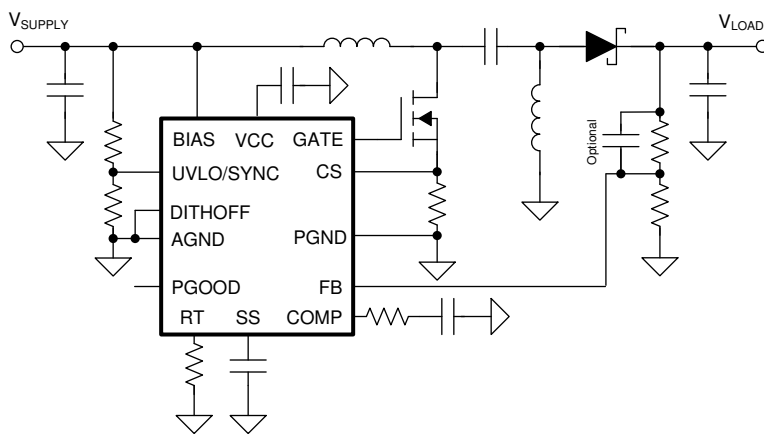 VSUPPLY
VLOAD
BIAS VCC GATE
Optional
UVLO/SYNC CS
DITHOFF
AGND PGND
PGOOD FB
RT SS COMP